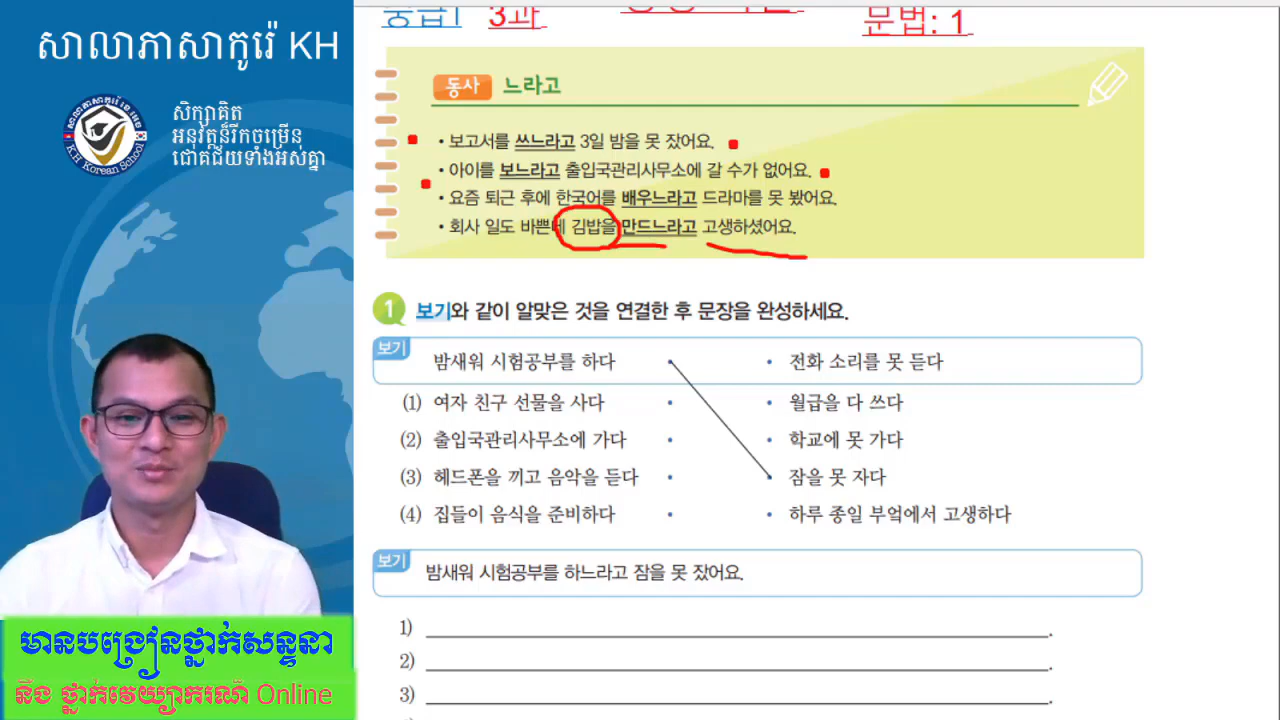 សាលាភាសាកូរ៉េ KH
សិក្សាគិត
អនុវត្តន៍រីកចម្រើន
ជោគជ័យទាំងអស់គ្នា
សាលាភាសាកូរ៉េ ខេ អេច
K.H Korean School
មានបង្រៀនថ្នាក់សន្ទនា
និង ថ្នាក់វេយ្យាករណ៍ Online
중급1 3과 문법: 1
동사 느라고
• 보고서를 쓰느라고 3일 밤을 못 잤어요.
• 아이를 보느라고 출입국관리사무소에 갈 수가 없어요.
• 요즘 퇴근 후에 한국어를 배우느라고 드라마를 못 봤어요.
• 회사 일도 바쁜데 김밥을 만드느라고 고생하셨어요.
1 보기와 같이 알맞은 것을 연결한 후 문장을 완성하세요.
보기 밤새워 시험공부를 하다 • • 전화 소리를 못 듣다
(1) 여자 친구 선물을 사다 • • 월급을 다 쓰다
(2) 출입국관리사무소에 가다 • • 학교에 못 가다
(3) 헤드폰을 끼고 음악을 듣다 • • 잠을 못 자다
(4) 집들이 음식을 준비하다 • • 하루 종일 부엌에서 고생하다
보기 밤새워 시험공부를 하느라고 잠을 못 잤어요.
1) .
2) .
3) .